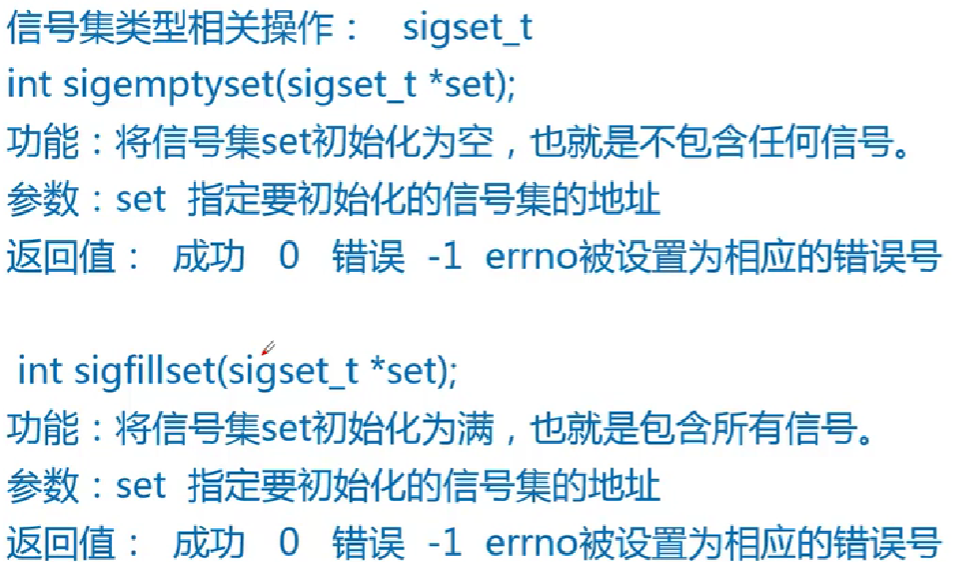 信号集类型相关操作： sigset_t
int sigemptyset(sigset_t *set);
功能：将信号集set初始化为空，也就是不包含任何信号。
参数：set 指定要初始化的信号集的地址
返回值： 成功 0 错误 -1 errno被设置为相应的错误号
int sigfillset(sigset_t *set);
功能：将信号集set初始化为满，也就是包含所有信号。
参数：set 指定要初始化的信号集的地址
返回值： 成功 0 错误 -1 errno被设置为相应的错误号